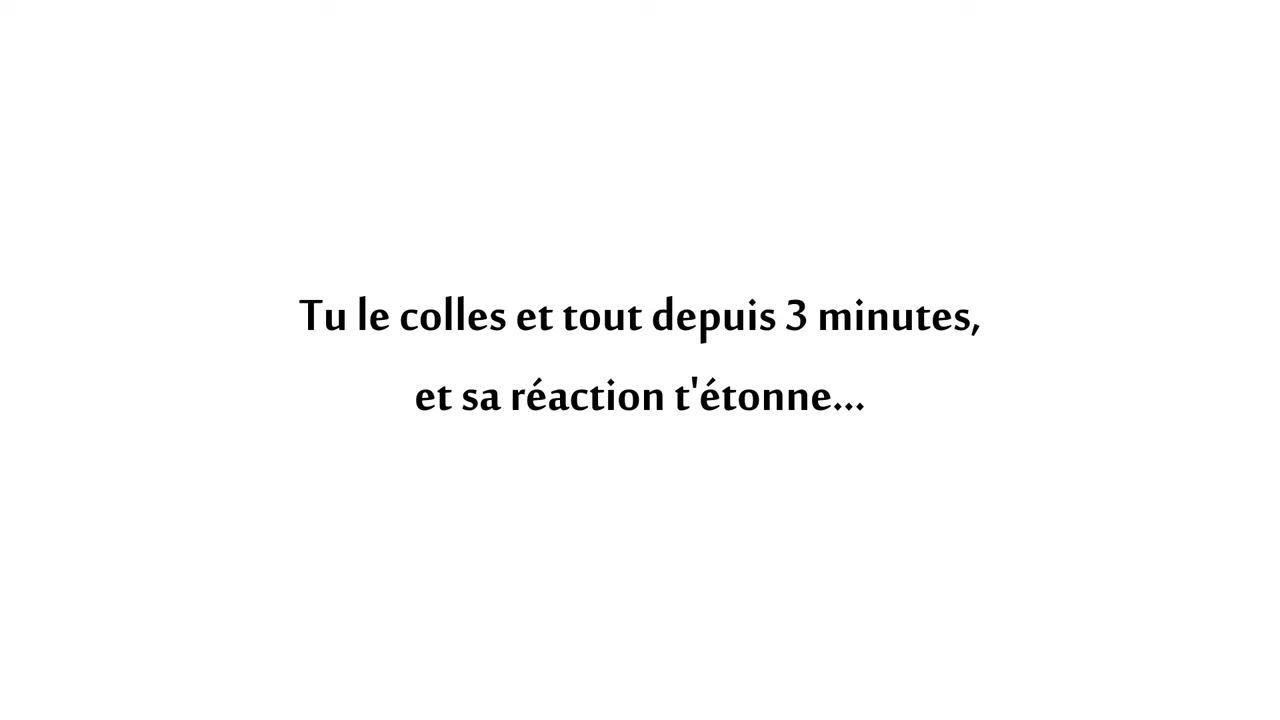 Tu le colles et tout depuis 3 minutes,
et sa réaction t'étonne...